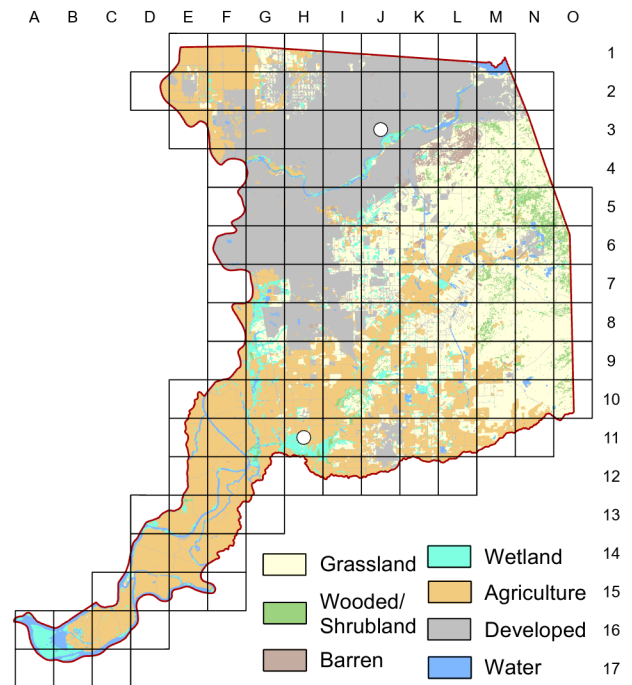 A B C D E F G H I J K L M N O
1
2
3
4
5
6
7
8
9
10
11
12
13
14
15
16
17
Grassland
Wooded/
Shrubland
Barren
Wetland
Agriculture
Developed
Water